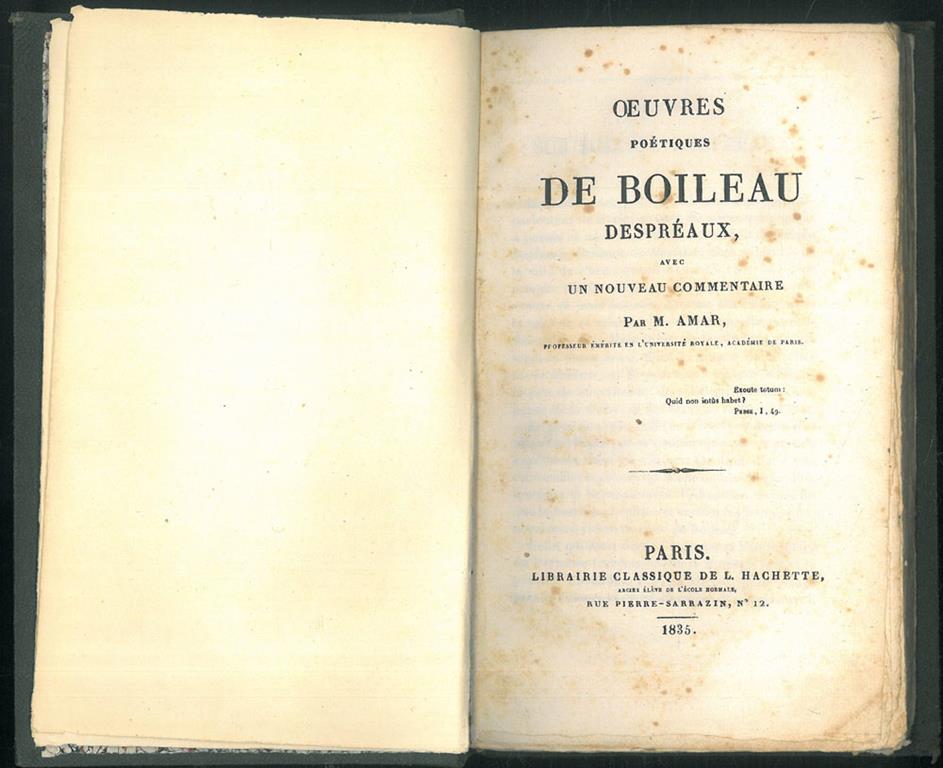 OEUVRES
POÉTIQUES
DE BOILEAU
DESPRÉAUX,
AVEC
UN NOUVEAU COMMENTAIRE
PAR M. AMAR,
PROFESSEUR ÉMÉRITE EN L'UNIVERSITÉ ROYALE, ACADÉMIE DE PARIS.
Excute totum:
Quid non intùs habet?
PERSE, I, 49.
PARIS.
LIBRAIRIE CLASSIQUE DE L. HACHETTE,
ANCIEN ÉLÈVE DE L'ÉCOLE NORMALE,
RUE PIERRE-SARRAZIN, N° 12.
1835.